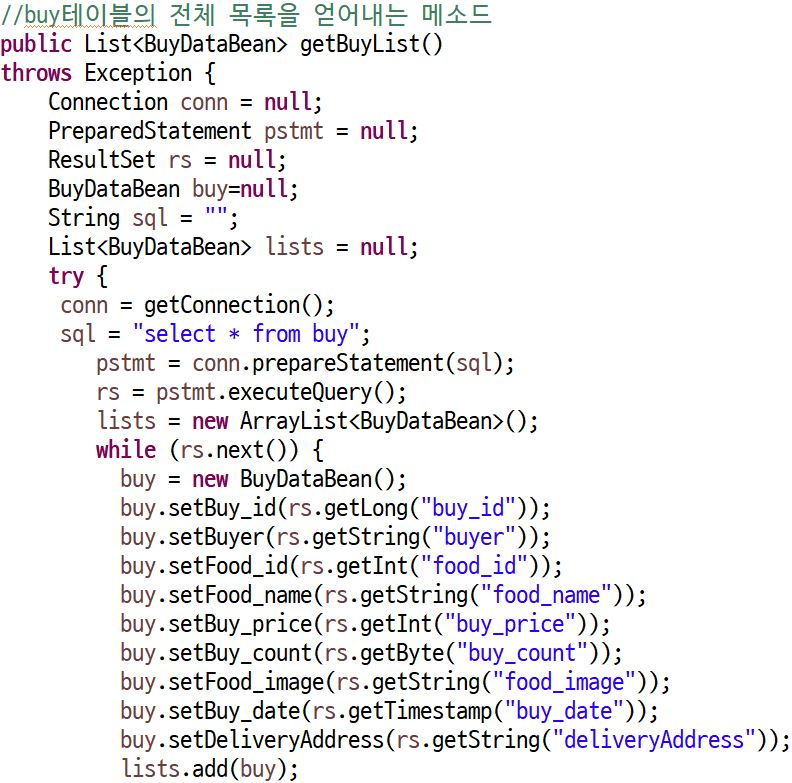 //buy테이블의 전체 목록을 얻어내는 메소드
public List<BuyDataBean> getBuyList()
throws Exception {
    Connection conn = null;
    PreparedStatement pstmt = null;
    ResultSet rs = null;
    BuyDataBean buy=null;
    String sql = "";
    List<BuyDataBean> lists = null;
    try {
     conn = getConnection();
     sql = "select * from buy";
        pstmt = conn.prepareStatement(sql);
        rs = pstmt.executeQuery();
        lists = new ArrayList<BuyDataBean>();
        while (rs.next()) {
          buy = new BuyDataBean();
          buy.setBuy_id(rs.getLong("buy_id"));
          buy.setBuyer(rs.getString("buyer"));
          buy.setFood_id(rs.getInt("food_id"));
          buy.setFood_name(rs.getString("food_name"));
          buy.setBuy_price(rs.getInt("buy_price"));
          buy.setBuy_count(rs.getByte("buy_count"));
          buy.setFood_image(rs.getString("food_image"));
          buy.setBuy_date(rs.getTimestamp("buy_date"));
          buy.setDeliveryAddress(rs.getString("deliveryAddress"));
          lists.add(buy);